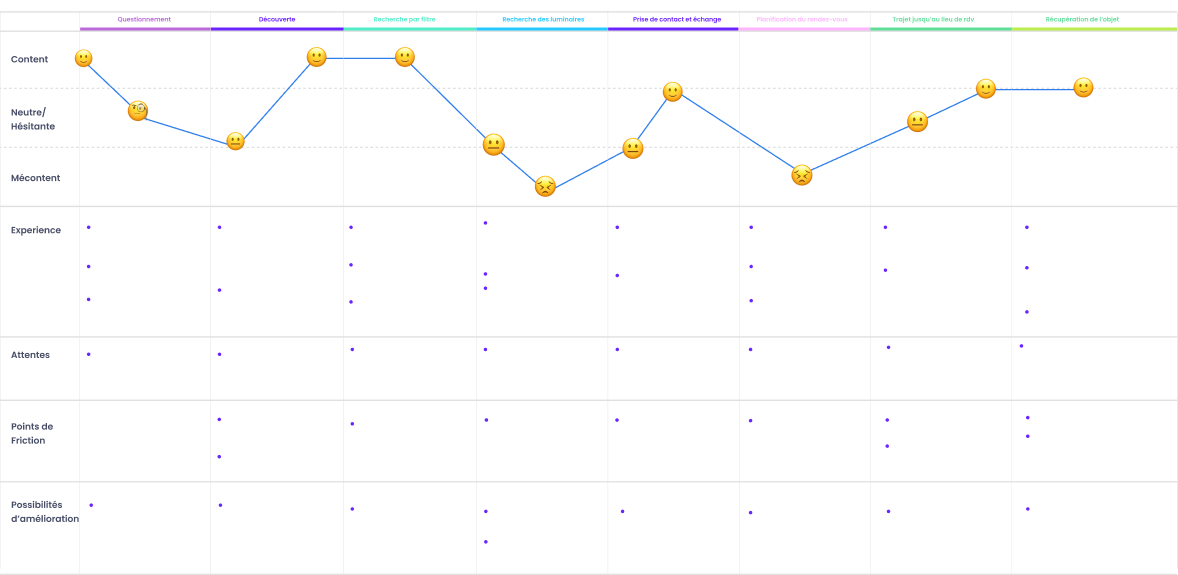 Questionnement
Découverte
Recherche par filtre
Recherche des luminaires
Prise de contact et échange
Planification du rendez-vous
Trajet jusqu'au lieu de rdv
Récupération de l'objet
Content
Neutre/
Hésitante
Mécontent
Experience
Attentes
Points de
Friction
Possibilités
d'amélioration